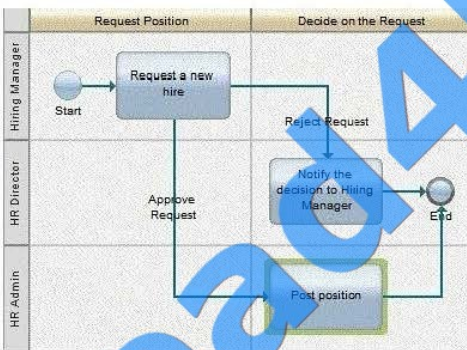 Request Position
Decide on the Request
Hiring Manager
Request a new
hire
Start
Reject Request
HR Director
Notify the
decision to Hiring
Manager
Approve
Request
End
HR Admin
Post position
ad4